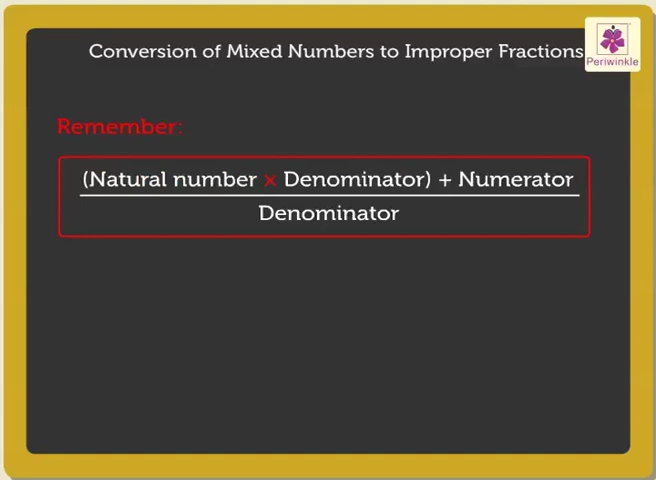 Conversion of Mixed Numbers to Improper Fractions
Periwinkle
Remember:
(Natural number × Denominator) + Numerator
Denominator